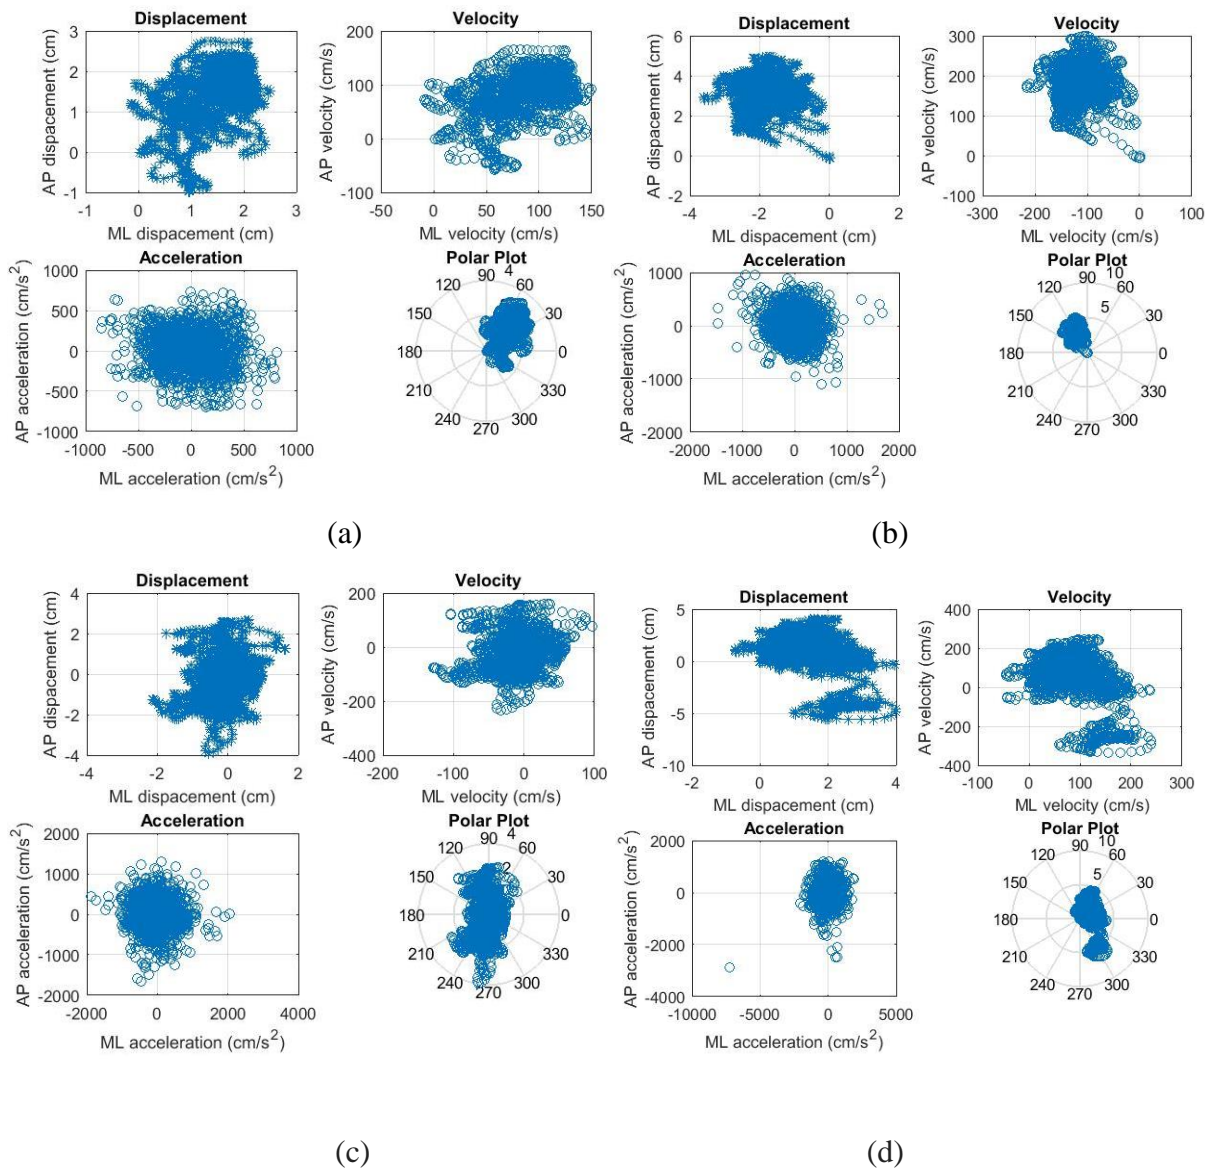 Displacement
3
2
1
0
-1
-1 0 1 2 3
AP dispacement (cm)
ML dispacement (cm)
Velocity
200
100
0
-100
-50 0 50 100 150
AP velocity (cm/s)
ML velocity (cm/s)
Acceleration
1000
500
0
-500
-1000
-1000 -500 0 500 1000
AP acceleration (cm/s2)
ML acceleration (cm/s2)
Polar Plot
90 4
120 60
150 30
180 0
210 330
240 300
270
(a)
Displacement
6
4
2
0
-2
-4 -2 0 2
AP dispacement (cm)
ML dispacement (cm)
Velocity
300
200
100
0
-100
-300 -200 -100 0 100
AP velocity (cm/s)
ML velocity (cm/s)
Acceleration
1000
0
-1000
-2000
-2000 -1000 0 1000 2000
AP acceleration (cm/s2)
ML acceleration (cm/s2)
Polar Plot
90 10
120 60
5
150 30
180 0
210 330
240 300
270
(b)
Displacement
4
2
0
-2
-4
-4 -2 0 2
AP dispacement (cm)
ML dispacement (cm)
Velocity
200
0
-200
-400
-200 -100 0 100
AP velocity (cm/s)
ML velocity (cm/s)
Acceleration
2000
1000
0
-1000
-2000
-2000 0 2000 4000
AP acceleration (cm/s2)
ML acceleration (cm/s2)
Polar Plot
90 4
120 60
2
150 30
180 0
210 330
240 300
270
(c)
Displacement
5
0
-5
-10
-2 0 2 4
AP dispacement (cm)
ML dispacement (cm)
Velocity
400
200
0
-200
-400
-100 0 100 200 300
AP velocity (cm/s)
ML velocity (cm/s)
Acceleration
2000
0
-2000
-4000
-10000 -5000 0 5000
AP acceleration (cm/s2)
ML acceleration (cm/s2)
Polar Plot
90 10
120 60
5
150 30
180 0
210 330
240 300
270
(d)